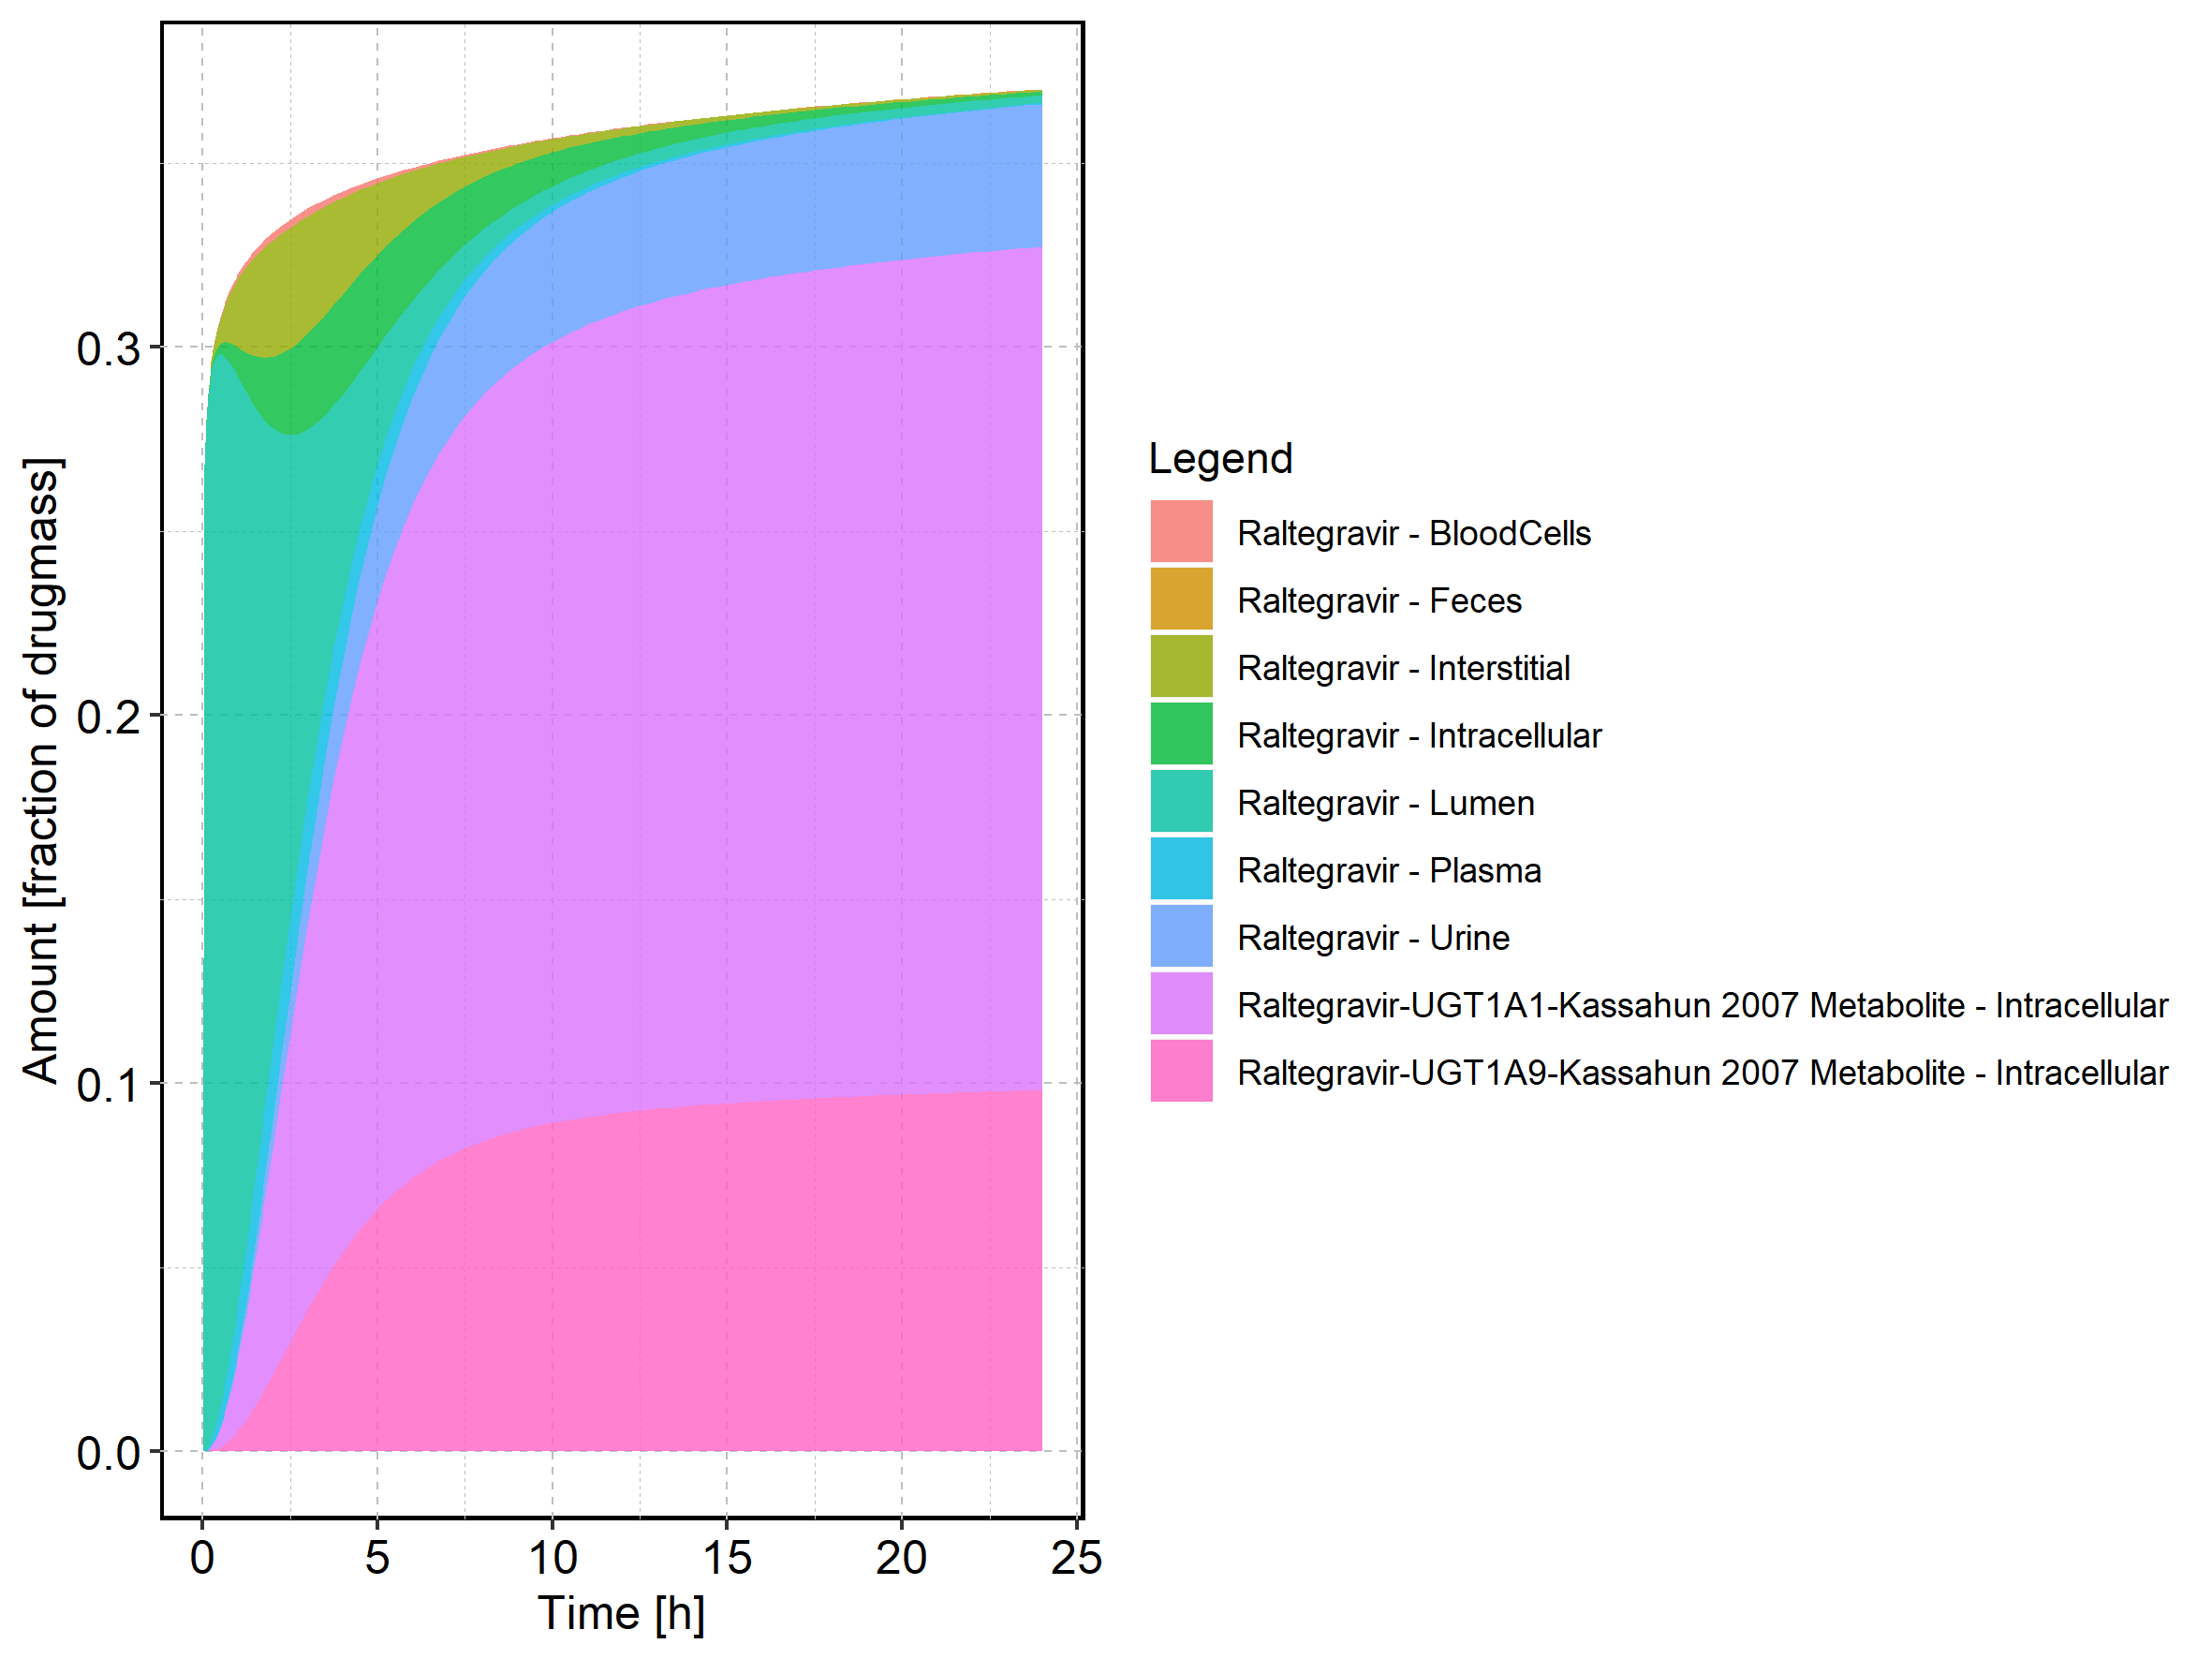 Amount [fraction of drugmass]
0.3
0.2
0.1
0.0
0 5 10 15 20 25
Time [h]
Legend
Raltegravir - BloodCells
Raltegravir - Feces
Raltegravir - Interstitial
Raltegravir - Intracellular
Raltegravir - Lumen
Raltegravir - Plasma
Raltegravir - Urine
Raltegravir-UGT1A1-Kassahun 2007 Metabolite - Intracellular
Raltegravir-UGT1A9-Kassahun 2007 Metabolite - Intracellular